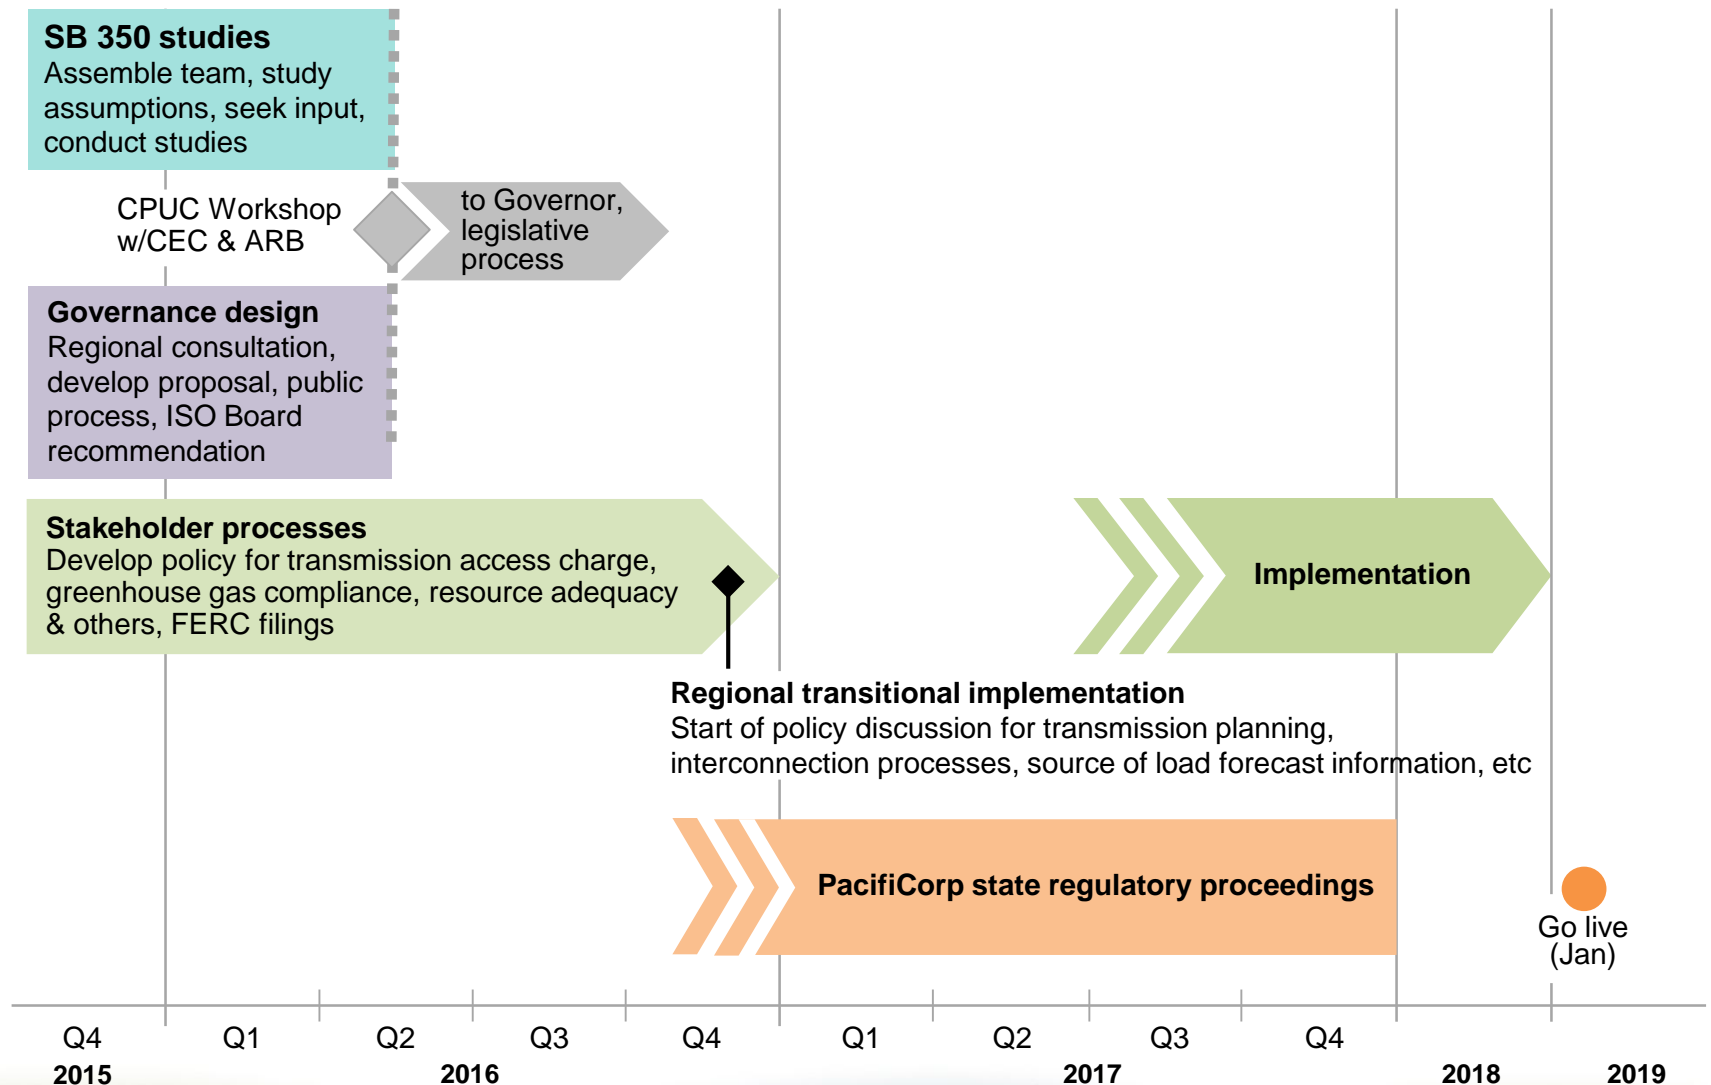 SB 350 studies
Assemble team, study
assumptions, seek input,
conduct studies
CPUC Workshop
w/CEC & ARB
to Governor,
legislative
process
Governance design
Regional consultation,
develop proposal, public
process, ISO Board
recommendation
Stakeholder processes
Develop policy for transmission access charge,
greenhouse gas compliance, resource adequacy
& others, FERC filings
Implementation
Regional transitional implementation
Start of policy discussion for transmission planning,
interconnection processes, source of load forecast information, etc
PacifiCorp state regulatory proceedings
Go live
(Jan)
Q4 Q1 Q2 Q3 Q4 Q1 Q2 Q3 Q4
2015 2016 2017 2018 2019